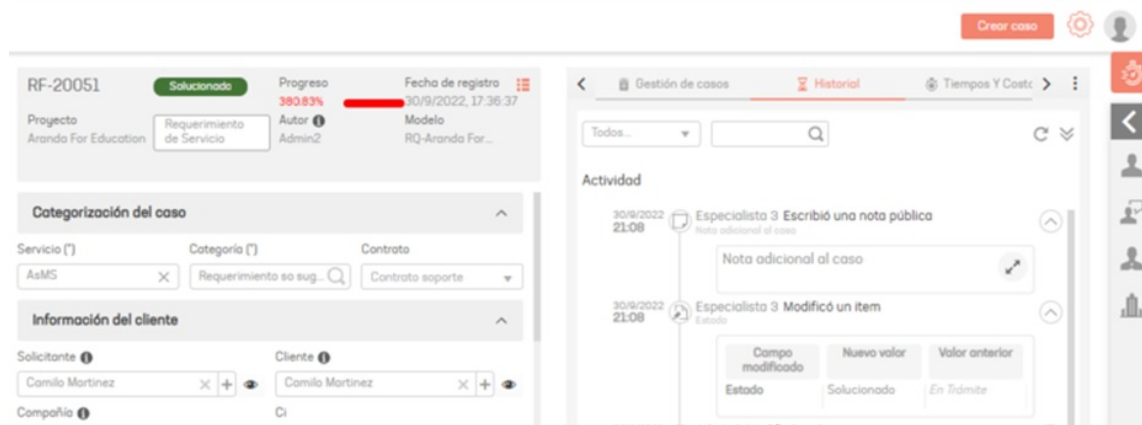 Crear caso
RF-20051
Solucionado
Progreso
380.83%
Fecha de registro
30/9/2022, 17:36:37
Proyecto
Aranda For Education
Requerimiento
de Servicio
Autor
Admin2
Modelo
RQ-Aranda For...
Categorización del caso
Servicio (*)
Categoría (*)
Contrato
AsMS
Requerimiento so sug...
Contrato soporte
Información del cliente
Solicitante
Cliente
Camilo Martinez
Camilo Martinez
Compañía
Ci
Gestión de casos
Historial
Tiempos Y Costo
Todos...
Actividad
30/9/2022
21:08
Especialista 3 Escribió una nota pública
Nota adicional al caso
Nota adicional al caso
30/9/2022
21:08
Especialista 3 Modificó un item
Estado
Campo
modificado
Nuevo valor
Valor anterior
Estado
Solucionado
En Trámite